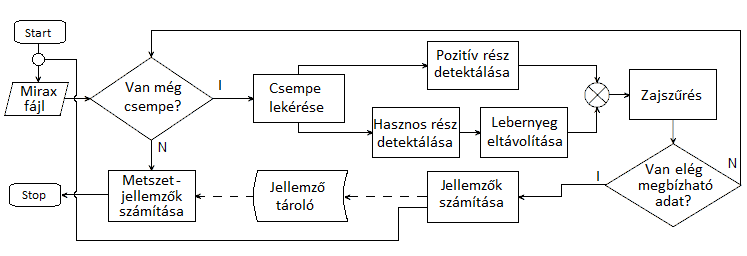 Start
Mirax
fájl
Van még
csempe?
I
N
Csempe
lekérése
Pozitív rész
detektálása
Hasznos rész
detektálása
Lebernyeg
eltávolítása
Zajszűrés
Van elég
megbízható
adat?
N
I
Jellemzők
számítása
Jellemző
tároló
Metszet-
jellemzők
számítása
Stop